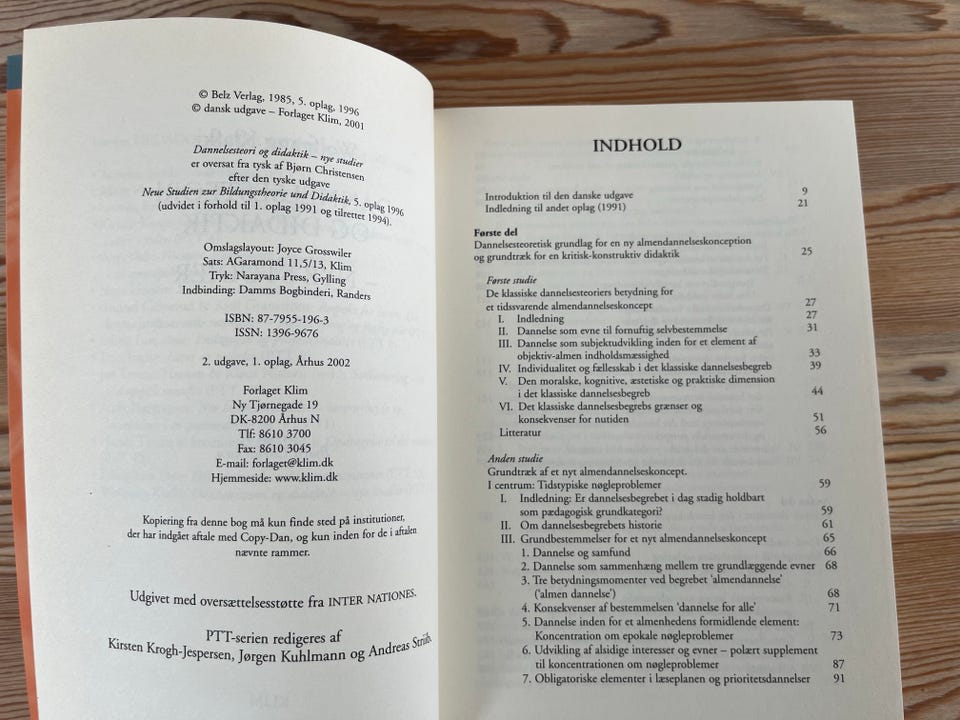 © Belz Verlag, 1985, 5. oplag, 1996
© dansk udgave – Forlaget Klim, 2001
Dannelsesteori og didaktik – nye studier
er oversat fra tysk af Bjørn Christensen
efter den tyske udgave
Neue Studien zur Bildungstheorie und Didaktik, 5. oplag 1996
(udvidet i forhold til 1. oplag 1991 og tilrettet 1994).
Omslagslayout: Joyce Grosswiler
Sats: AGaramond 11,5/13, Klim
Tryk: Narayana Press, Gylling
Indbinding: Damms Bogbinderi, Randers
ISBN: 87-7955-196-3
ISSN: 1396-9676
2. udgave, 1. oplag, Århus 2002
Forlaget Klim
Ny Tjørnegade 19
DK-8200 Århus N
Tlf: 8610 3700
Fax: 8610 3045
E-mail: forlaget@klim.dk
Hjemmeside: www.klim.dk
Kopiering fra denne bog må kun finde sted på institutioner,
der har indgået aftale med Copy-Dan, og kun inden for de i aftalen
nævnte rammer.
Udgivet med oversættelsesstøtte fra INTER NATIONES.
PTT-serien redigeres af
Kirsten Krogh-Jespersen, Jørgen Kuhlmann og Andreas
INDHOLD
Introduktion til den danske udgave 9
Indledning til andet oplag (1991) 21
Første del
Dannelsesteoretisk grundlag for en ny almendannelseskonception
og grundtræk for en kritisk-konstruktiv didaktik 25
Første studie
De klassiske dannelsesteoriers betydning for
et tidssvarende almendannelseskoncept 27
I. Indledning 27
II. Dannelse som evne til fornuftig selvbestemmelse 31
III. Dannelse som subjektudvikling inden for et element af
objektiv-almen indholdsmæssighed 33
IV. Individualitet og fællesskab i det klassiske dannelsesbegreb 39
V. Den moralske, kognitive, æstetiske og praktiske dimension
i det klassiske dannelsesbegreb 44
VI. Det klassiske dannelsesbegrebs grænser og
konsekvenser for nutiden 51
Litteratur 56
Anden studie
Grundtræk af et nyt almendannelseskoncept.
I centrum: Tidstypiske nøgleproblemer 59
I. Indledning: Er dannelsesbegrebet i dag stadig holdbart
som pædagogisk grundkategori? 59
II. Om dannelsesbegrebets historie 61
III. Grundbestemmelser for et nyt almendannelseskoncept 65
1. Dannelse og samfund 66
2. Dannelse som sammenhæng mellem tre grundlæggende evner 68
3. Tre betydningsmomenter ved begrebet 'almendannelse'
('almen dannelse') 68
4. Konsekvenser af bestemmelsen 'dannelse for alle' 71
5. Dannelse inden for et almenhedens formidlende element:
Koncentration om epokale nøgleproblemer 73
6. Udvikling af alsidige interesser og evner – polært supplement
til koncentrationen om nøgleproblemer 87
7. Obligatoriske elementer i læseplanen og prioritetsdannelser 91